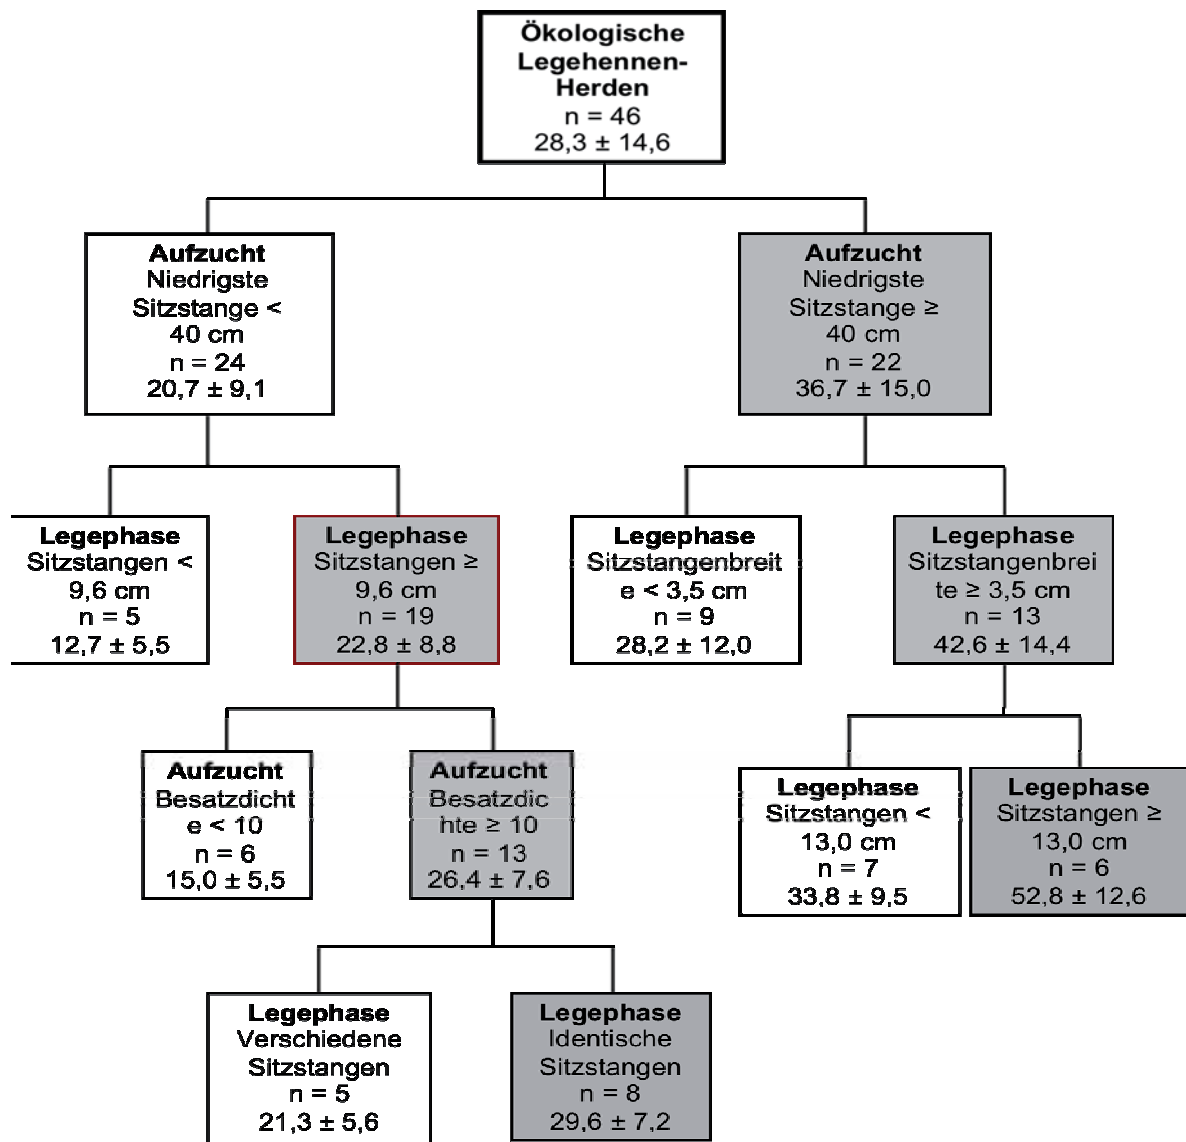 Ökologische
Legehennen-
Herden
n = 46
28,3 ± 14,6
Aufzucht
Niedrigste
Sitzstange <
40 cm
n = 24
20,7 ± 9,1
Aufzucht
Niedrigste
Sitzstange ≥
40 cm
n = 22
36,7 ± 15,0
Legephase
Sitzstangen <
9,6 cm
n = 5
12,7 ± 5,5
Legephase
Sitzstangen ≥
9,6 cm
n = 19
22,8 ± 8,8
Legephase
Sitzstangenbreit
e < 3,5 cm
n = 9
28,2 ± 12,0
Legephase
Sitzstangenbrei
te ≥ 3,5 cm
n = 13
42,6 ± 14,4
Aufzucht
Besatzdicht
e < 10
n = 6
15,0 ± 5,5
Aufzucht
Besatzdic
hte ≥ 10
n = 13
26,4 ± 7,6
Legephase
Sitzstangen <
13,0 cm
n = 7
33,8 ± 9,5
Legephase
Sitzstangen ≥
13,0 cm
n = 6
52,8 ± 12,6
Legephase
Verschiedene
Sitzstangen
n = 5
21,3 ± 5,6
Legephase
Identische
Sitzstangen
n = 8
29,6 ± 7,2